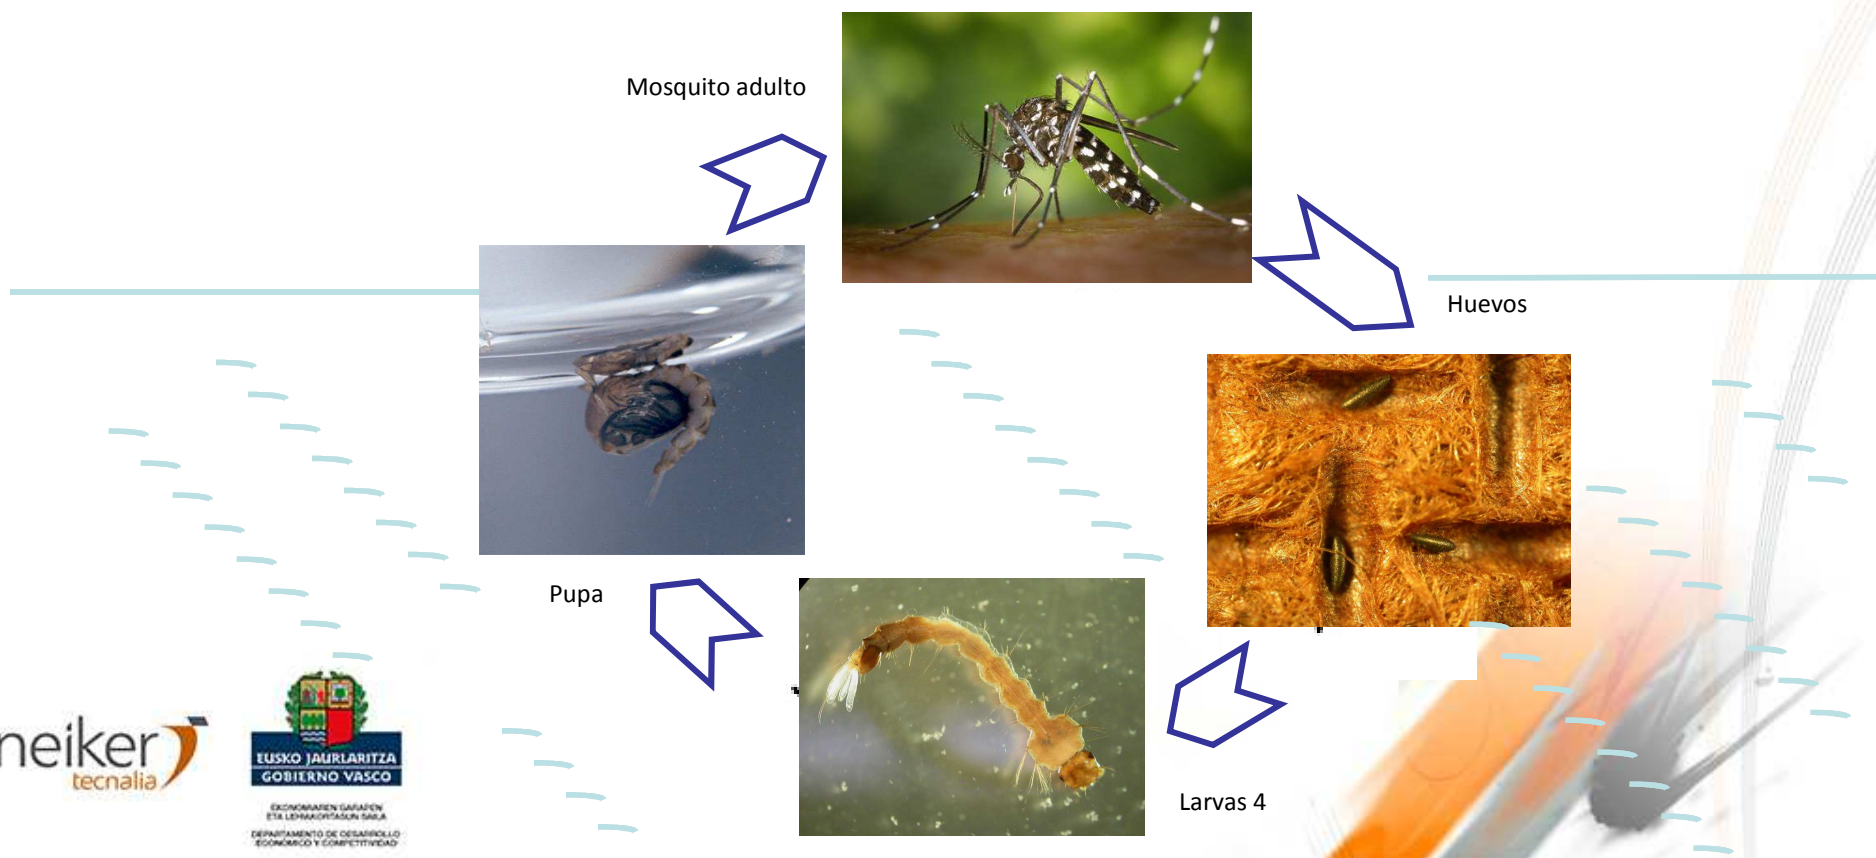 Mosquito adulto
Huevos
Pupa
Larvas 4
neiker
tecnalia
EUSKO JAURLARITZA
GOBIERNO VASCO
EKONOMIAREN GARAPEN
ETA LEHIAKORTASUN SAILA
DEPARTAMENTO DE DESARROLLO
ECONÓMICO Y COMPETITIVIDAD